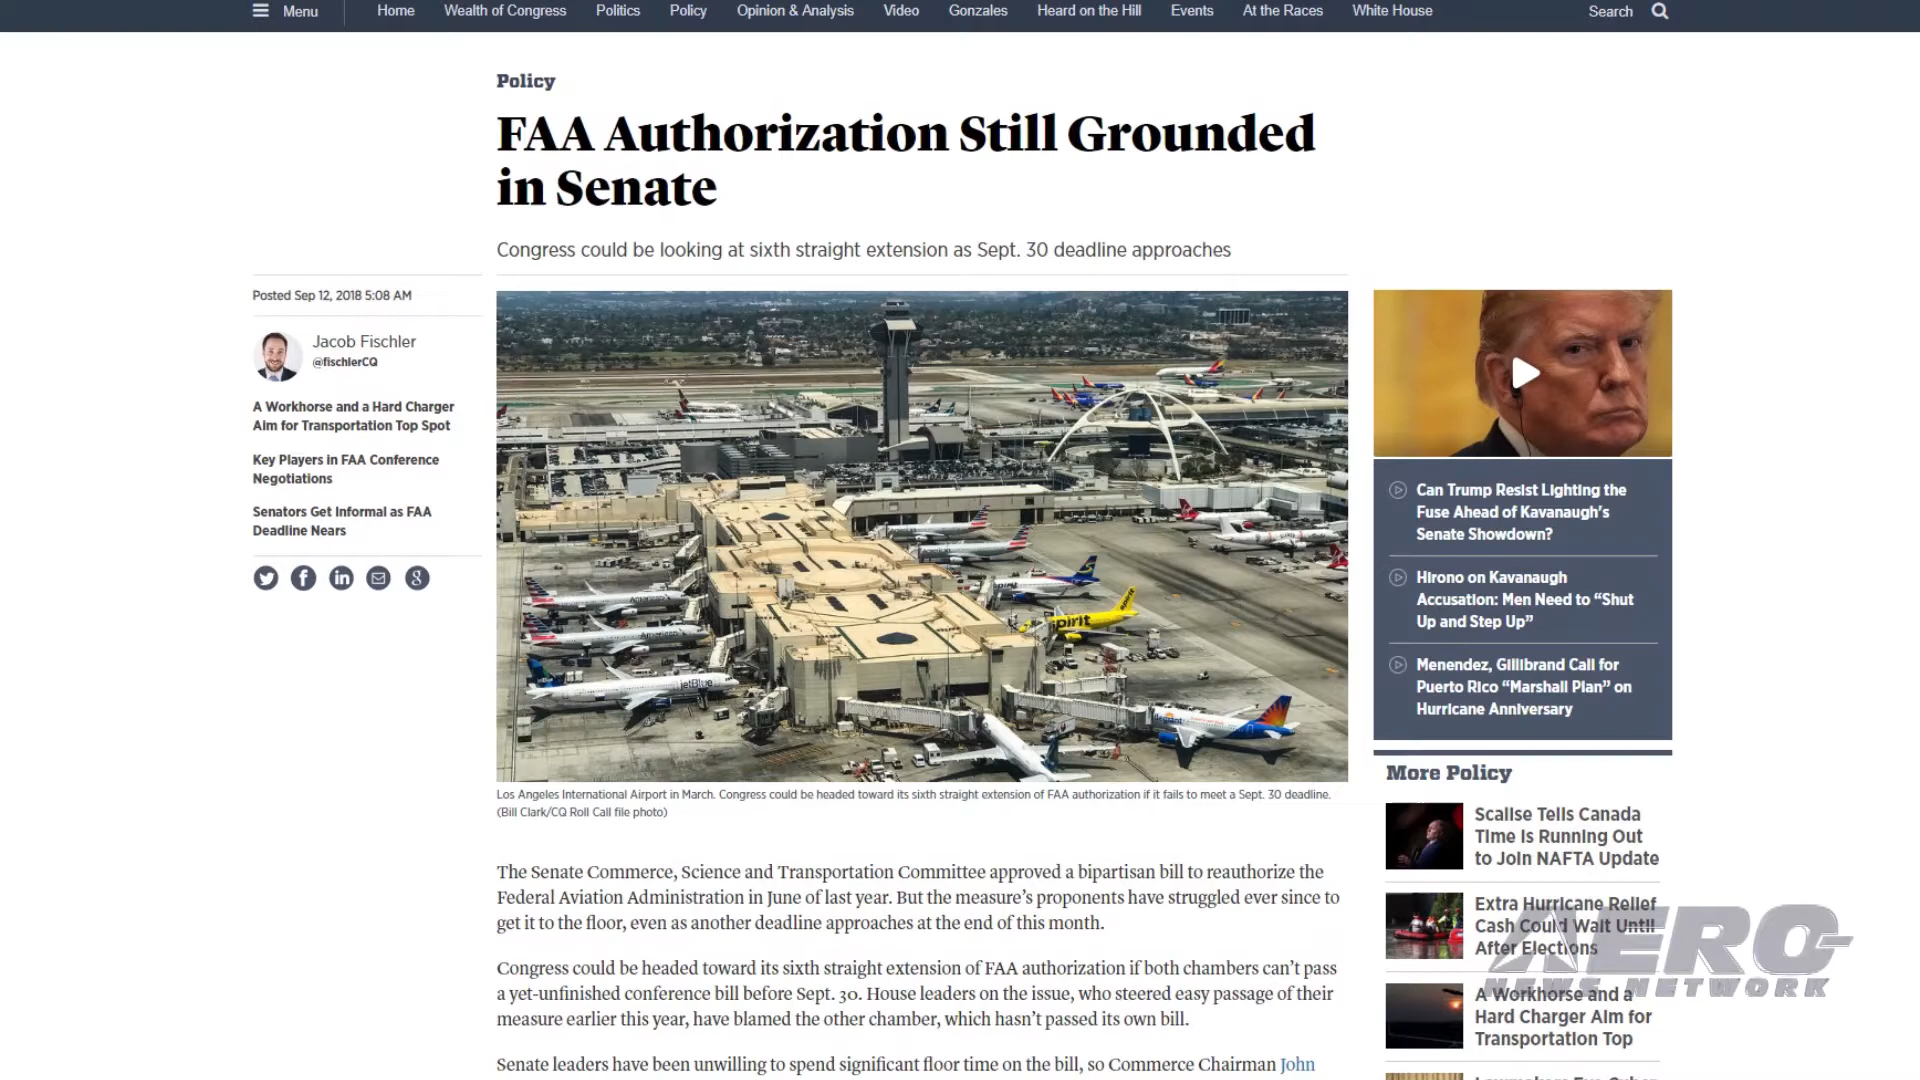 Menu
Home
Wealth of Congress
Politics
Policy
Opinion & Analysis
Video
Gonzales
Heard on the Hill
Events
At the Races
White House
Search
Policy
FAA Authorization Still Grounded
in Senate
Congress could be looking at sixth straight extension as Sept. 30 deadline approaches
Posted Sep 12, 2018 5:08 AM
Jacob Fischler
@fischlerCQ
A Workhorse and a Hard Charger
Aim for Transportation Top Spot
Key Players in FAA Conference
Negotiations
Senators Get Informal as FAA
Deadline Nears
spirit
spirit
American
jetBlue
allegiant
Los Angeles International Airport in March. Congress could be headed toward its sixth straight extension of FAA authorization if it fails to meet a Sept. 30 deadline.
(Bill Clark/CQ Roll Call file photo)
The Senate Commerce, Science and Transportation Committee approved a bipartisan bill to reauthorize the
Federal Aviation Administration in June of last year. But the measure's proponents have struggled ever since to
get it to the floor, even as another deadline approaches at the end of this month.
Congress could be headed toward its sixth straight extension of FAA authorization if both chambers can't pass
a yet-unfinished conference bill before Sept. 30. House leaders on the issue, who steered easy passage of their
measure earlier this year, have blamed the other chamber, which hasn't passed its own bill.
Senate leaders have been unwilling to spend significant floor time on the bill, so Commerce Chairman John
Can Trump Resist Lighting the
Fuse Ahead of Kavanaugh's
Senate Showdown?
Hirono on Kavanaugh
Accusation: Men Need to “Shut
Up and Step Up”
Menendez, Gillibrand Call for
Puerto Rico “Marshall Plan” on
Hurricane Anniversary
More Policy
Scalise Tells Canada
Time Is Running Out
to Join NAFTA Update
Extra Hurricane Relief
Cash Could Wait Until
After Elections
A Workhorse and a
Hard Charger Aim for
Transportation Top
AERO-
NEWS NETWORK